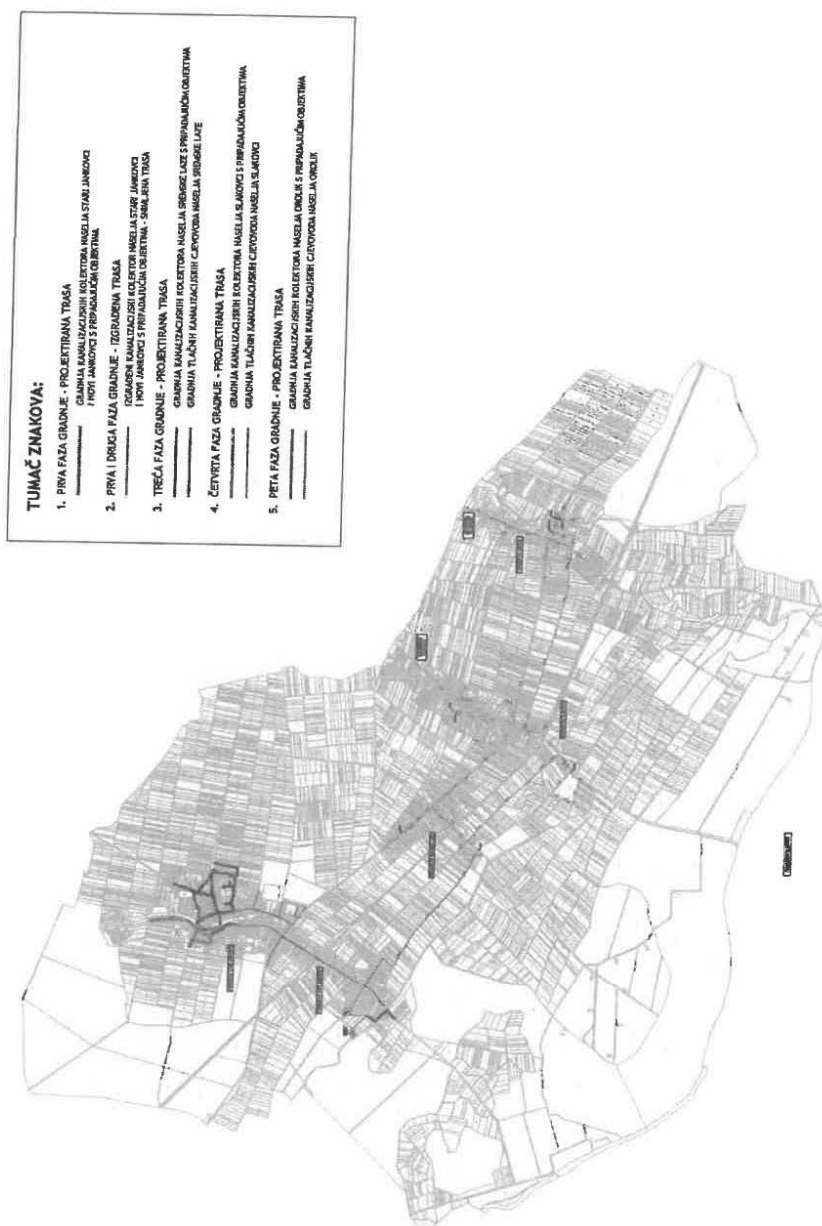 TUMAČ ZNAKOVA:
1. PRVA FAZA GRADNJE - PROJEKTIRANA TRASA
GRADNJA KANALIZACIJSKIH KOLEKTORA NASELJA STARI JANKOVCI
I NOVI JANKOVCI S PRIPADAJUĆIM OBJEKTIMA
2. PRVA I DRUGA FAZA GRADNJE - IZGRAĐENA TRASA
IZGRAĐENI KANALIZACIJSKI KOLEKTOR NASELJA STARI JANKOVCI
I NOVI JANKOVCI S PRIPADAJUĆIM OBJEKTIMA - SNIMLJENA TRASA
3. TREĆA FAZA GRADNJE - PROJEKTIRANA TRASA
GRADNJA KANALIZACIJSKIH KOLEKTORA NASELJA SREMSKE LAZE S PRIPADAJUĆIM OBJEKTIMA
GRADNJA TLAČNIH KANALIZACIJSKIH CJEVOVODA NASELJA SREMSKE LAZE
4. ČETVRTA FAZA GRADNJE - PROJEKTIRANA TRASA
GRADNJA KANALIZACIJSKIH KOLEKTORA NASELJA SLAKOVCI S PRIPADAJUĆIM OBJEKTIMA
GRADNJA TLAČNIH KANALIZACIJSKIH CJEVOVODA NASELJA SLAKOVCI
5. PETA FAZA GRADNJE - PROJEKTIRANA TRASA
GRADNJA KANALIZACIJSKIH KOLEKTORA NASELJA OROLIK S PRIPADAJUĆIM OBJEKTIMA
GRADNJA TLAČNIH KANALIZACIJSKIH CJEVOVODA NASELJA OROLIK